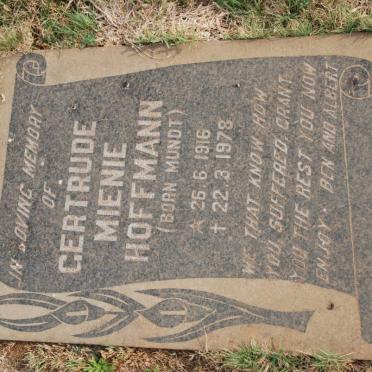 IN LOVING MEMORY
OF
GERTRUDE
MIENIE
HOFFMANN
(BORN MUNDT)
☆ 26.6.1916
✝ 22.3.1978
WE THAT KNOW HOW
YOU SUFFERED GRANT
YOU THE REST YOU NOW
ENJOY. BEN AND ALBERT